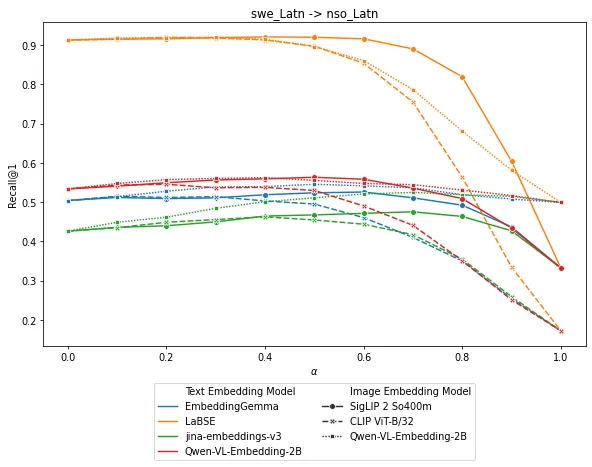 swe_Latn -> nso_Latn
Recall@1
0.9
0.8
0.7
0.6
0.5
0.4
0.3
0.2
0.0 0.2 0.4 0.6 0.8 1.0
α
Text Embedding Model Image Embedding Model
EmbeddingGemma SigLIP 2 So400m
LaBSE CLIP ViT-B/32
jina-embeddings-v3 Qwen-VL-Embedding-2B
Qwen-VL-Embedding-2B